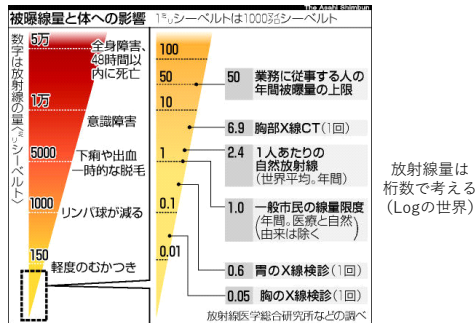 The Asahi Shimbun
被曝線量と体への影響
1ミリシーベルトは1000マイクロシーベルト
数字は放射線の量(ミリシーベルト)
5万
全身障害、
48時間以
内に死亡
1万
意識障害
5000
下痢や出血
一時的な脱毛
1000
リンパ球が減る
150
軽度のむかつき
100
50
10
1
0.1
0.01
50 業務に従事する人の
年間被曝量の上限
6.9 胸部X線CT(1回)
2.4 1人あたりの
自然放射線
(世界平均。年間)
1.0 一般市民の線量限度
(年間。医療と自然
由来は除く)
0.6 胃のX線検診(1回)
0.05 胸のX線検診(1回)
放射線医学総合研究所などの調べ
放射線量は
桁数で考える
(Logの世界)